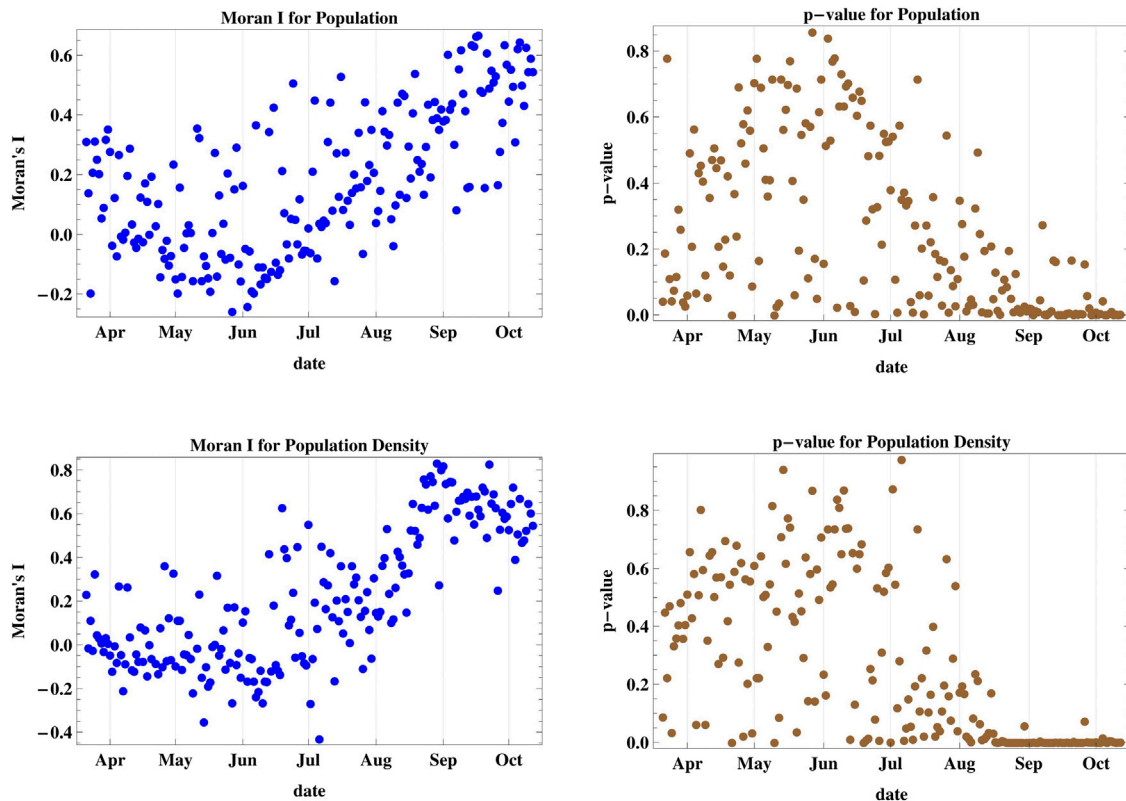 Moran I for Population
Moran's I
0.6
0.4
0.2
0.0
−0.2
Apr May Jun Jul Aug Sep Oct
date
p−value for Population
p−value
0.8
0.6
0.4
0.2
0.0
Apr May Jun Jul Aug Sep Oct
date
Moran I for Population Density
Moran's I
0.8
0.6
0.4
0.2
0.0
−0.2
−0.4
Apr May Jun Jul Aug Sep Oct
date
p−value for Population Density
p−value
0.8
0.6
0.4
0.2
0.0
Apr May Jun Jul Aug Sep Oct
date